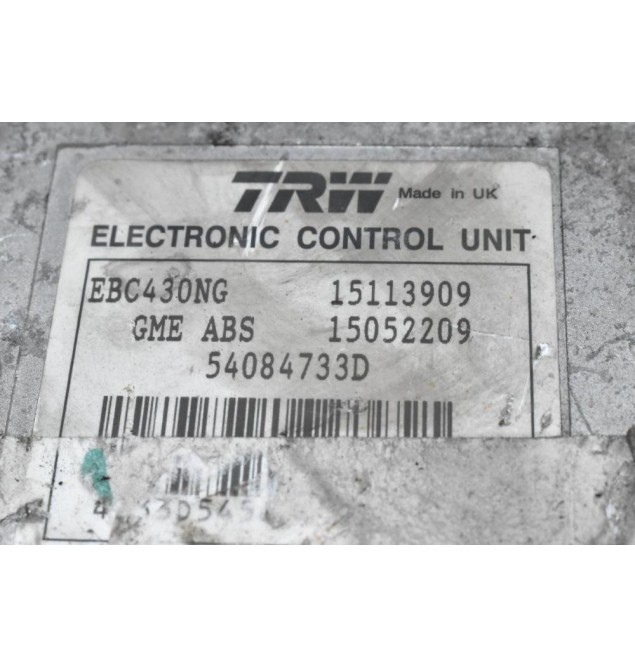 TRW Made in UK
ELECTRONIC CONTROL UNIT
EBC430NG 15113909
GME ABS 15052209
54084733D